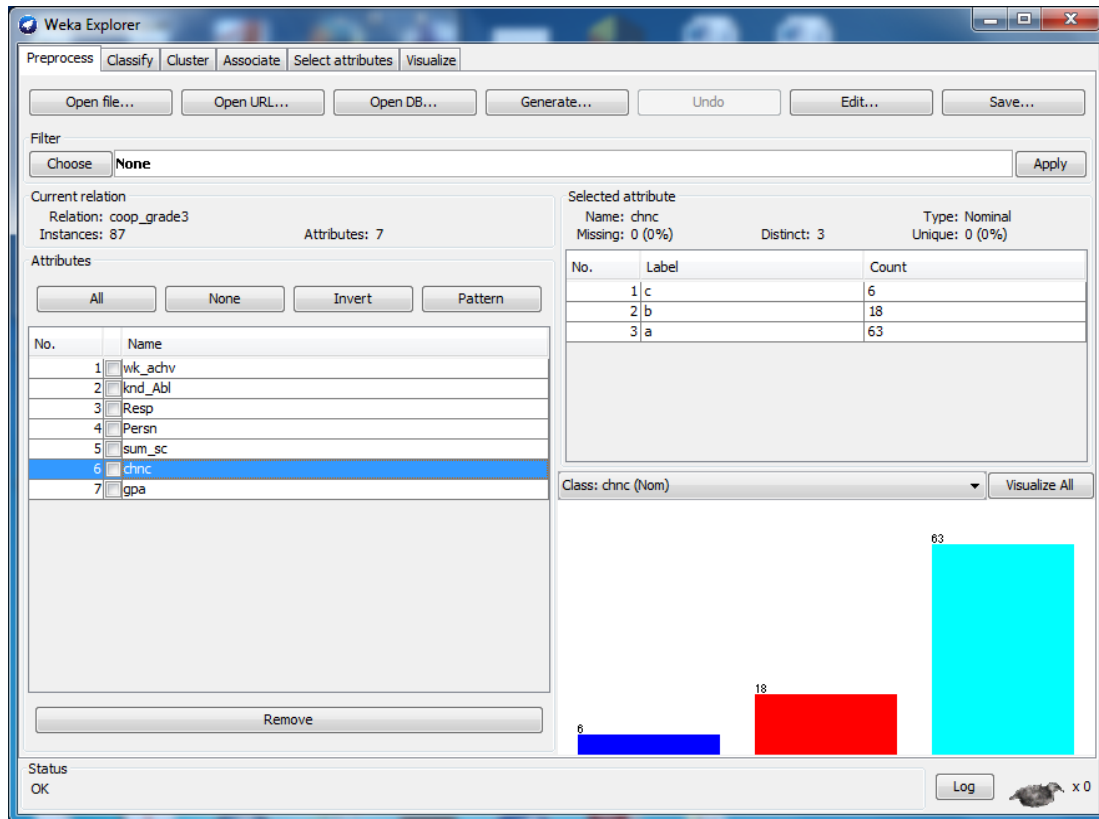 Weka Explorer
Preprocess Classify Cluster Associate Select attributes Visualize
Open file... Open URL... Open DB... Generate... Undo Edit... Save...
Filter
Choose None Apply
Current relation
Relation: coop_grade3
Instances: 87 Attributes: 7
Attributes
All None Invert Pattern
No. Name
1 wk_achv
2 knd_Abl
3 Resp
4 Persn
5 sum_sc
6 chnc
7 gpa
Remove
Selected attribute
Name: chnc Type: Nominal
Missing: 0 (0%) Distinct: 3 Unique: 0 (0%)
No. Label Count
1 c 6
2 b 18
3 a 63
Class: chnc (Nom) Visualize All
63
18
6
Status
OK Log x 0